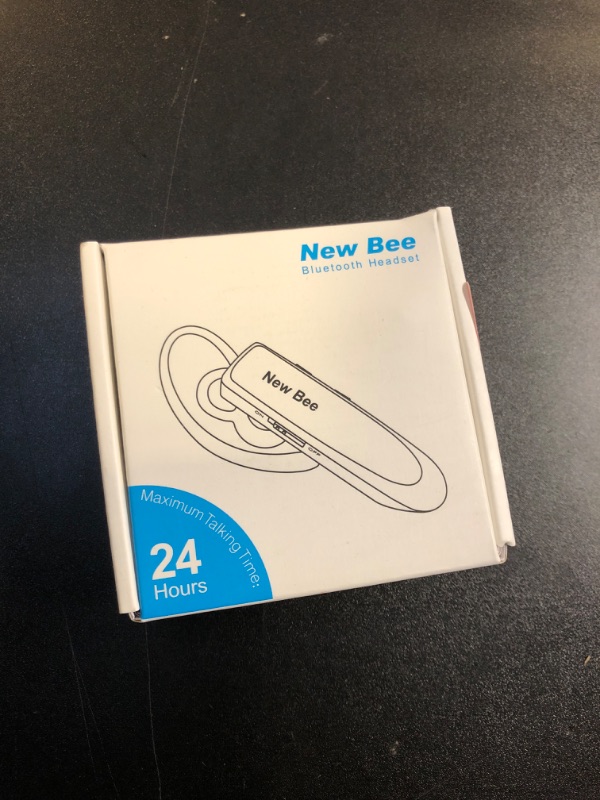 New Bee
Bluetooth Headset
New Bee
Maximum Talking Time:
24
Hours